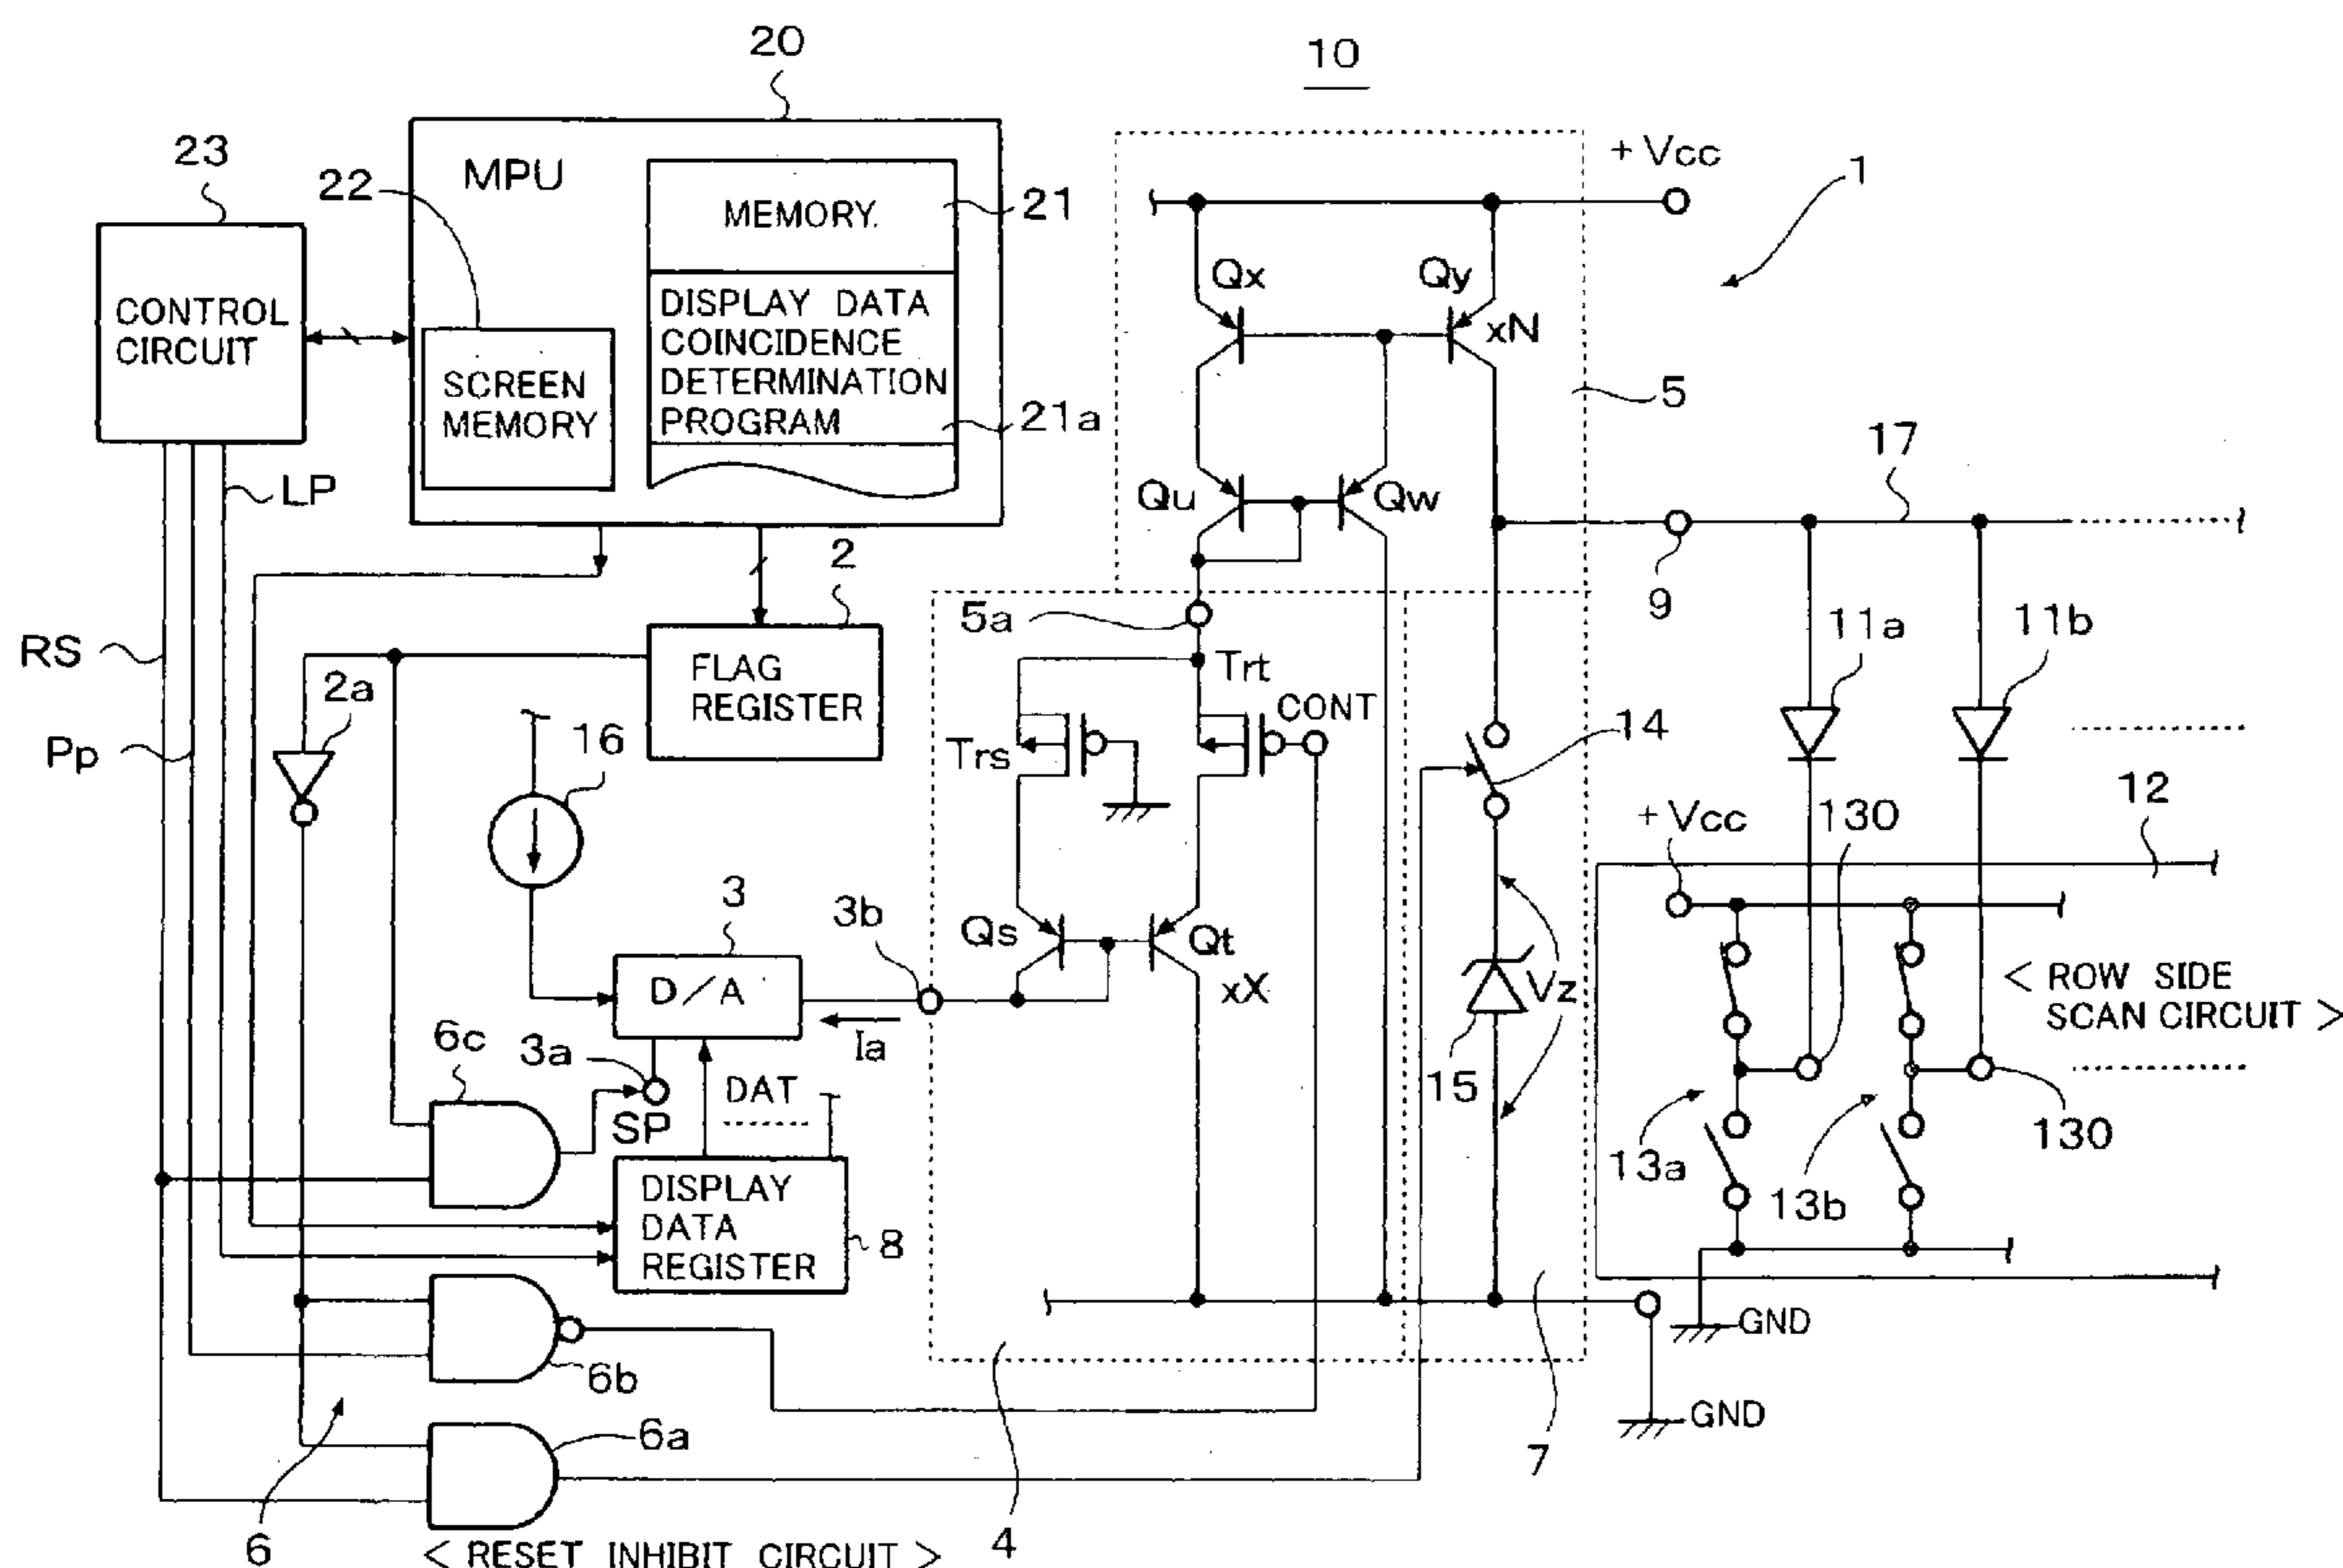 10
20
23
MPU
22
MEMORY
21
+Vcc
1
CONTROL
CIRCUIT
SCREEN
MEMORY
DISPLAY DATA
COINCIDENCE
DETERMINATION
PROGRAM
21a
Qx
Qy
xN
5
17
LP
Qu
Qw
2
9
5a
11a
11b
RS
2a
FLAG
REGISTER
Trt
CONT
Pp
16
Trs
14
+Vcc
130
12
3
3b
Qs
Qt
xX
D/A
Ia
Vz
< ROW SIDE
SCAN CIRCUIT >
6c
3a
SP
DAT
15
13a
13b
130
DISPLAY
DATA
REGISTER
8
6b
GND
GND
6a
6
< RESET INHIBIT CIRCUIT >
4
7